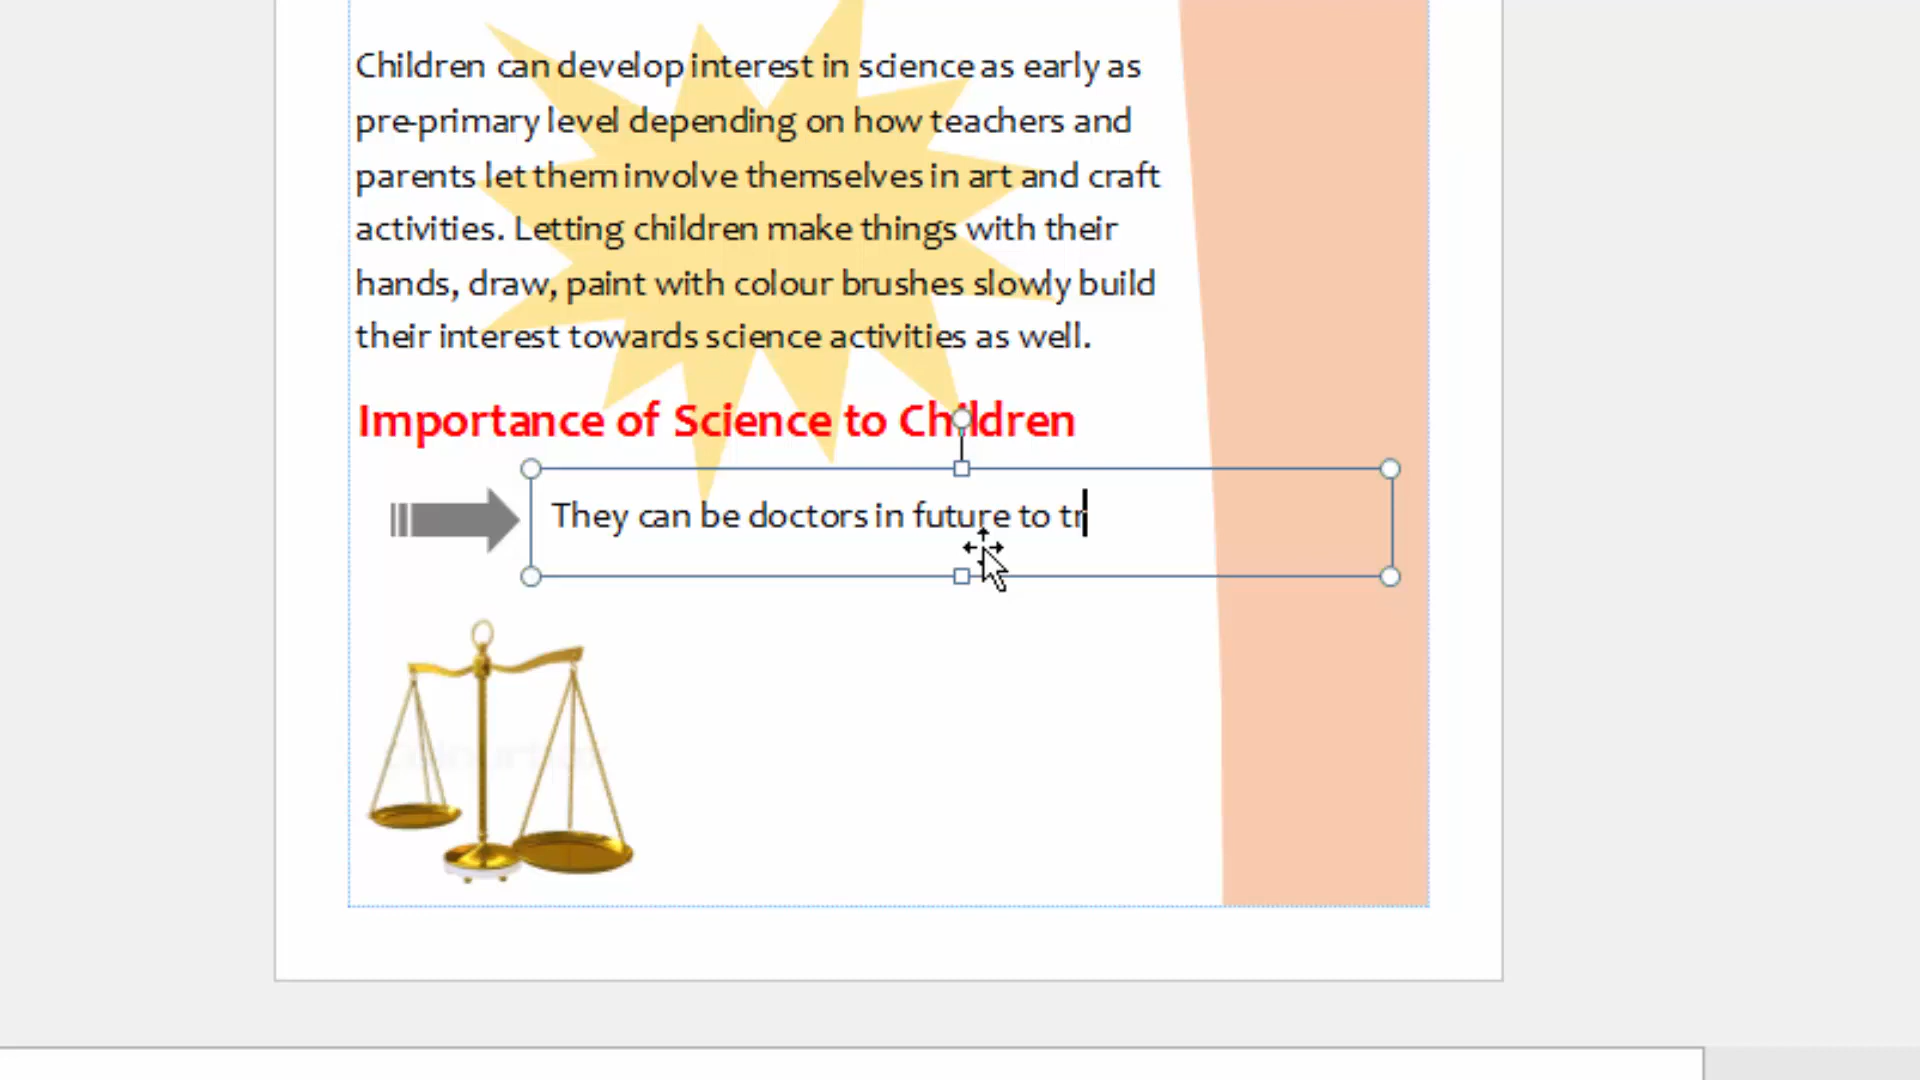 Children can develop interest in science as early as
pre-primary level depending on how teachers and
parents let them involve themselves in art and craft
activities. Letting children make things with their
hands, draw, paint with colour brushes slowly build
their interest towards science activities as well.
Importance of Science to Children
They can be doctors in future to tr